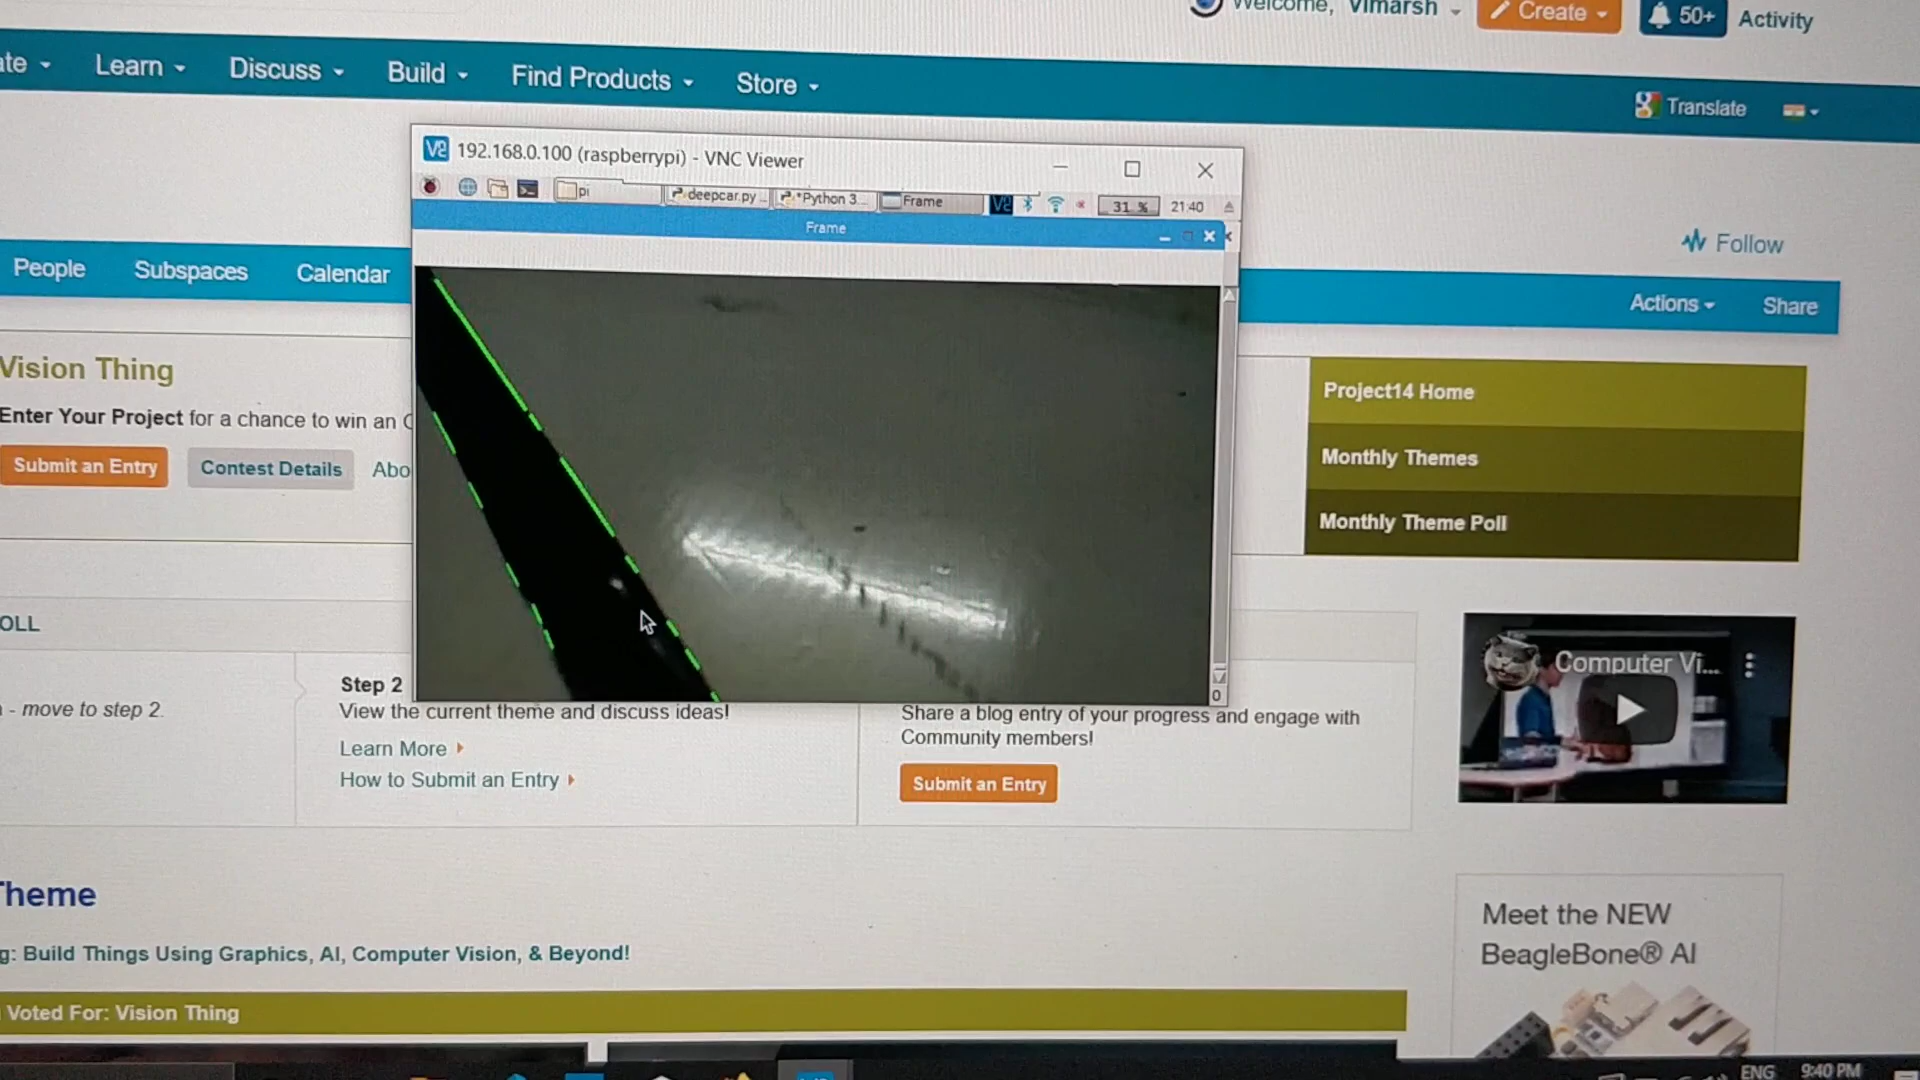 Welcome, Vimarsh
Create
50+
Activity
Learn
Discuss
Build
Find Products
Store
Translate
192.168.0.100 (raspberrypi) - VNC Viewer
pi
deepcar.py ...
*Python 3...
Frame
31 %
21:40
Frame
Follow
People
Subspaces
Calendar
Actions
Share
Vision Thing
Enter Your Project for a chance to win an
Submit an Entry
Contest Details
Project14 Home
Monthly Themes
Monthly Theme Poll
Computer Vi...
- move to step 2.
Step 2
View the current theme and discuss ideas!
Learn More
How to Submit an Entry
Share a blog entry of your progress and engage with
Community members!
Submit an Entry
Theme
g: Build Things Using Graphics, AI, Computer Vision, & Beyond!
Voted For: Vision Thing
Meet the NEW
BeagleBone® AI
ENG
9:40 PM